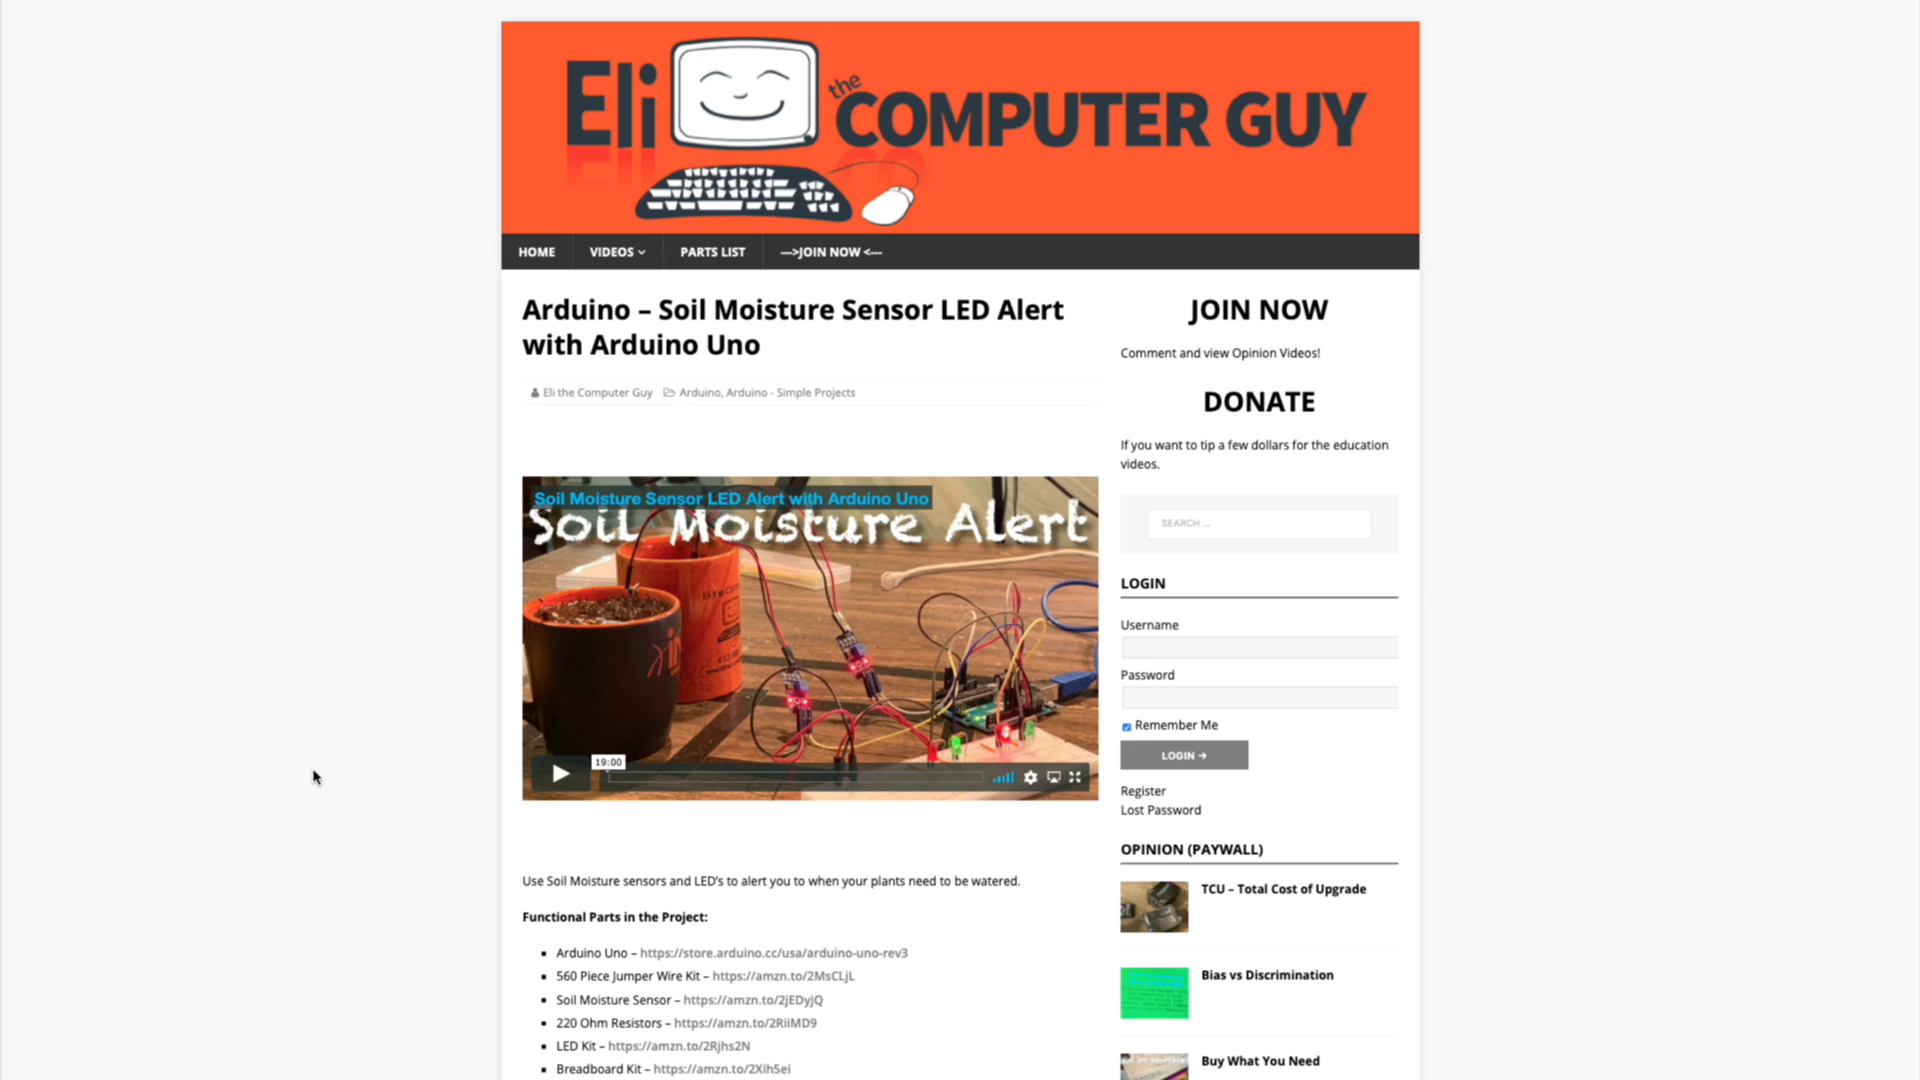 Eli the COMPUTER GUY
HOME VIDEOS PARTS LIST --->JOIN NOW <---
Arduino – Soil Moisture Sensor LED Alert
with Arduino Uno
Eli the Computer Guy Arduino, Arduino - Simple Projects
Soil Moisture Sensor LED Alert with Arduino Uno
Soil Moisture Alert
19:00
Use Soil Moisture sensors and LED's to alert you to when your plants need to be watered.
Functional Parts in the Project:
Arduino Uno – https://store.arduino.cc/usa/arduino-uno-rev3
560 Piece Jumper Wire Kit – https://amzn.to/2MsCLjL
Soil Moisture Sensor – https://amzn.to/2jEDyjQ
220 Ohm Resistors – https://amzn.to/2RiiMD9
LED Kit – https://amzn.to/2Rjhs2N
Breadboard Kit – https://amzn.to/2Xih5ei
JOIN NOW
Comment and view Opinion Videos!
DONATE
If you want to tip a few dollars for the education
videos.
SEARCH ...
LOGIN
Username
Password
Remember Me
LOGIN →
Register
Lost Password
OPINION (PAYWALL)
TCU – Total Cost of Upgrade
Bias vs Discrimination
Buy What You Need